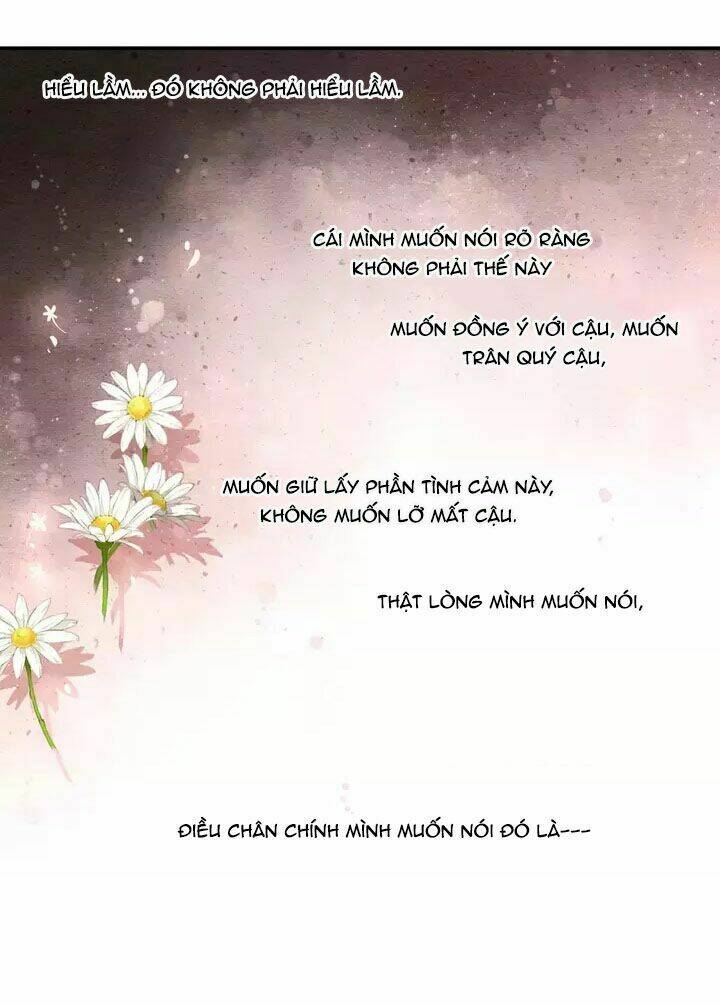 HIỂU LẦM... ĐÓ KHÔNG PHẢI HIỂU LẦM.
CÁI MÌNH MUỐN NÓI RÕ RÀNG
KHÔNG PHẢI THẾ NÀY
MUỐN ĐỒNG Ý VỚI CẬU, MUỐN
TRÂN QUÝ CẬU,
MUỐN GIỮ LẤY PHẦN TÌNH CẢM NÀY,
KHÔNG MUỐN LỠ MẤT CẬU.
THẬT LÒNG MÌNH MUỐN NÓI,
ĐIỀU CHÂN CHÍNH MÌNH MUỐN NÓI ĐÓ LÀ---